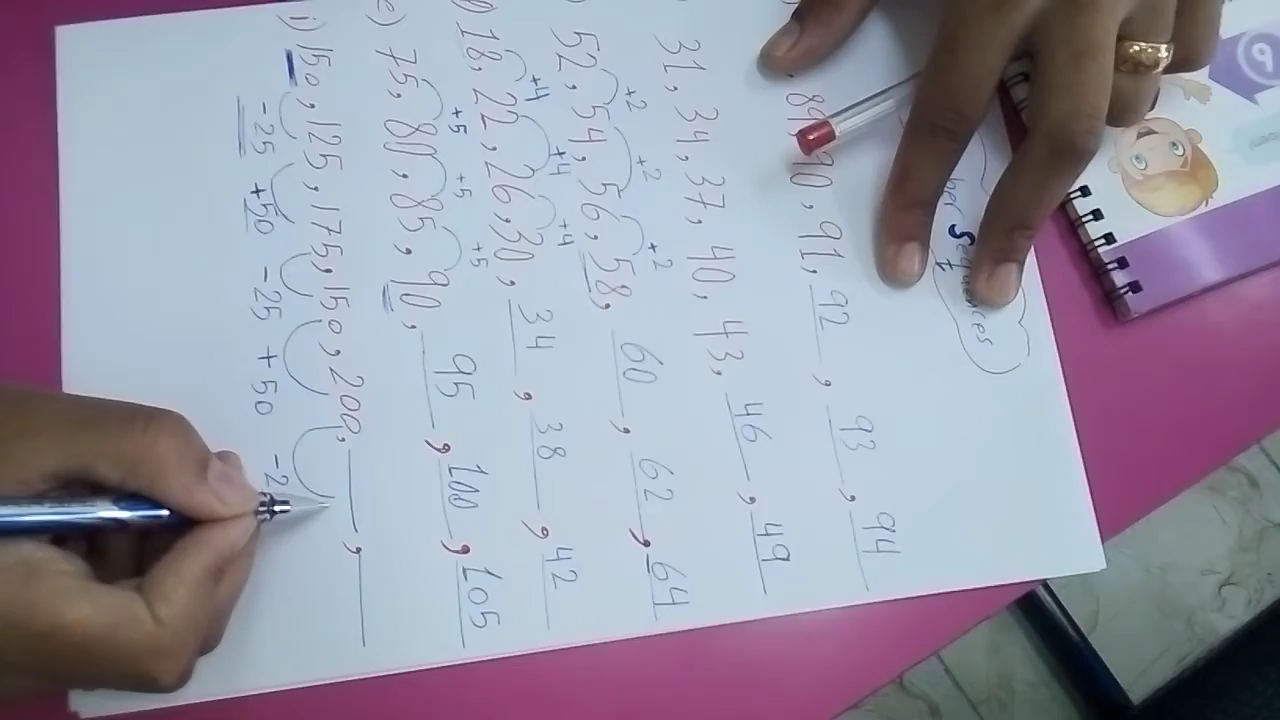 89, 90, 91, 92, 93, 94
31, 34, 37, 40, 43, 46, 49
+2 +2 +2
52, 54, 56, 58, 60, 62, 64
+4 +4 +4
18, 22, 26, 30, 34, 38, 42
+5 +5 +5
75, 80, 85, 90, 95, 100, 105
i) 150, 125, 175, 150, 200,
-25 +50 -25 +50 -2